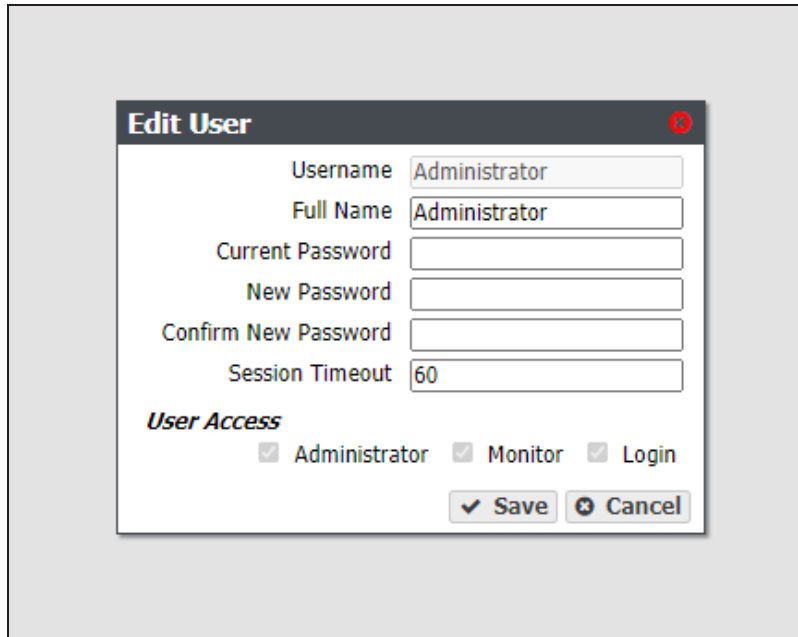 Edit User
Username Administrator
Full Name Administrator
Current Password
New Password
Confirm New Password
Session Timeout 60
User Access
Administrator Monitor Login
Save Cancel